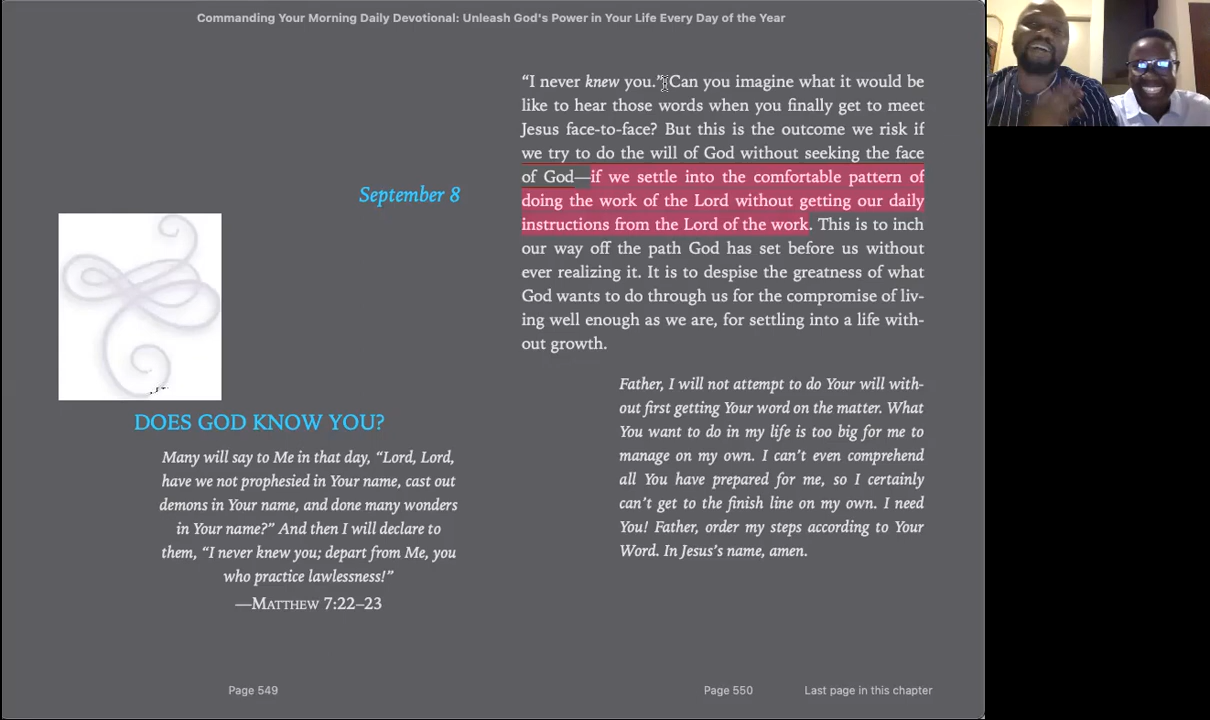 Commanding Your Morning Daily Devotional: Unleash God's Power in Your Life Every Day of the Year
September 8
DOES GOD KNOW YOU?
Many will say to Me in that day, “Lord, Lord,
have we not prophesied in Your name, cast out
demons in Your name, and done many wonders
in Your name?” And then I will declare to
them, “I never knew you; depart from Me, you
who practice lawlessness!”
—MATTHEW 7:22–23
Page 549
“I never knew you.” Can you imagine what it would be
like to hear those words when you finally get to meet
Jesus face-to-face? But this is the outcome we risk if
we try to do the will of God without seeking the face
of God—if we settle into the comfortable pattern of
doing the work of the Lord without getting our daily
instructions from the Lord of the work. This is to inch
our way off the path God has set before us without
ever realizing it. It is to despise the greatness of what
God wants to do through us for the compromise of liv-
ing well enough as we are, for settling into a life with-
out growth.
Father, I will not attempt to do Your will with-
out first getting Your word on the matter. What
You want to do in my life is too big for me to
manage on my own. I can’t even comprehend
all You have prepared for me, so I certainly
can’t get to the finish line on my own. I need
You! Father, order my steps according to Your
Word. In Jesus’s name, amen.
Page 550
Last page in this chapter